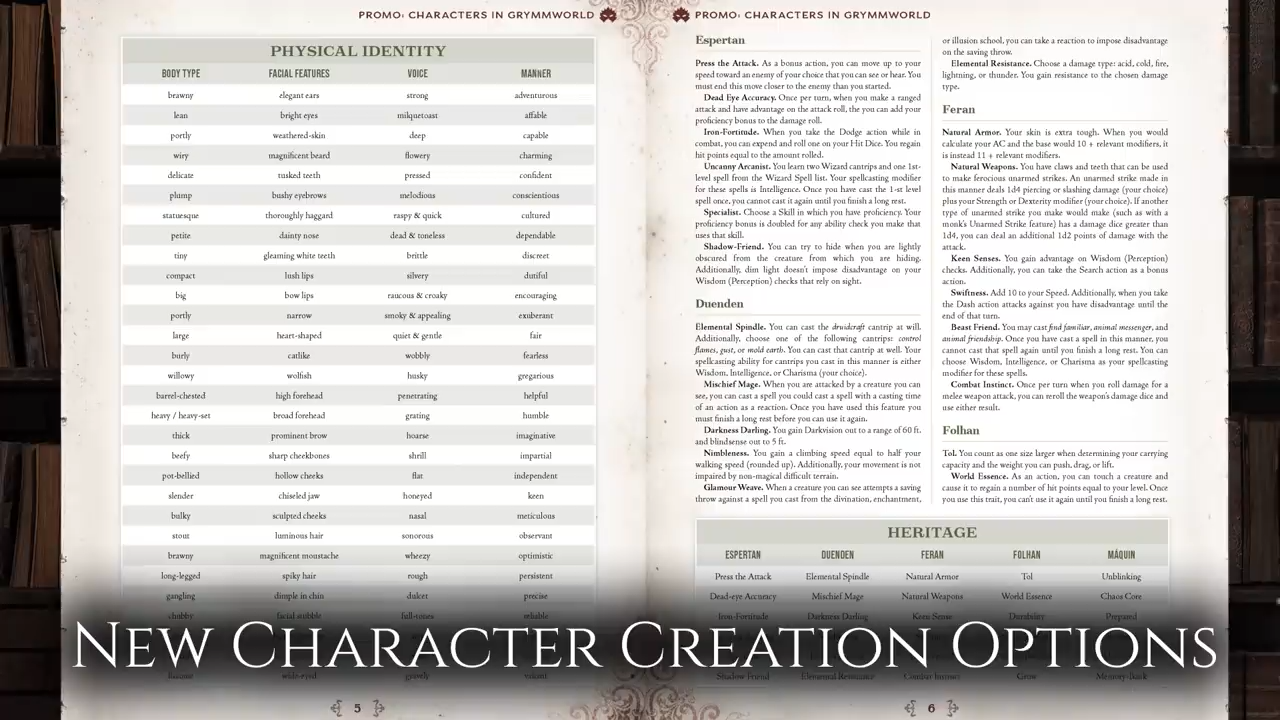 PROMO: CHARACTERS IN GRYMMWORLD
PHYSICAL IDENTITY
BODY TYPE FACIAL FEATURES VOICE MANNER
brawny elegant ears strong adventurous
lean bright eyes milquetoast affable
portly weathered-skin deep capable
wiry magnificent beard flowery charming
delicate tusked teeth pressed confident
plump bushy eyebrows melodious conscientious
statuesque thoroughly haggard raspy & quick cultured
petite dainty nose dead & toneless dependable
tiny gleaming white teeth brittle discreet
compact lush lips silvery dutiful
big bow lips raucous & croaky encouraging
portly narrow smoky & appealing exuberant
large heart-shaped quiet & gentle fair
burly catlike wobbly fearless
willowy wolfish husky gregarious
barrel-chested high forehead penetrating helpful
heavy / heavy-set broad forehead grating humble
thick prominent brow hoarse imaginative
beefy sharp cheekbones shrill impartial
pot-bellied hollow cheeks flat independent
slender chiseled jaw honeyed keen
bulky sculpted cheeks nasal meticulous
stout luminous hair sonorous observant
brawny magnificent moustache wheezy optimistic
long-legged spiky hair rough persistent
gangling dimple in chin dulcet precise
chubby facial stubble full-tones reliable
wide-eyed gravely valiant
5
PROMO: CHARACTERS IN GRYMMWORLD
Espertan
Press the Attack. As a bonus action, you can move up to your
speed toward an enemy of your choice that you can see or hear. You
must end this move closer to the enemy than you started.
Dead Eye Accuracy. Once per turn, when you make a ranged
attack and have advantage on the attack roll, the you can add your
proficiency bonus to the damage roll.
Iron-Fortitude. When you take the Dodge action while in
combat, you can expend and roll one of your Hit Dice. You regain
hit points equal to the amount rolled.
Uncanny Arcanist. You learn two Wizard cantrips and one 1st-
level spell from the Wizard Spell list. Your spellcasting modifier
for these spells is Intelligence. Once you have cast the 1-st level
spell once, you cannot cast it again until you finish a long rest.
Specialist. Choose a Skill in which you have proficiency. Your
proficiency bonus is doubled for any ability check you make that
uses that skill.
Shadow-Friend. You can try to hide when you are lightly
obscured from the creature from which you are hiding.
Additionally, dim light doesn't impose disadvantage on your
Wisdom (Perception) checks that rely on sight.
Duenden
Elemental Spindle. You can cast the druidcraft cantrip at will.
Additionally, choose one of the following cantrips: control
flames, gust, or mold earth. You can cast that cantrip at will. Your
spellcasting ability for cantrips you cast in this manner is either
Wisdom, Intelligence, or Charisma (your choice).
Mischief Mage. When you are attacked by a creature you can
see, you can cast a spell you could cast a spell with a casting time
of an action as a reaction. Once you have used this feature you
must finish a long rest before you can use it again.
Darkness Darling. You gain Darkvision out to a range of 60 ft.
and blindsense out to 5 ft.
Nimbleness. You gain a climbing speed equal to half your
walking speed (rounded up). Additionally, your movement is not
impaired by non-magical difficult terrain.
Glamour Weave. When a creature you can see attempts a saving
throw against a spell you cast from the divination, enchantment,
or illusion school, you can take a reaction to impose disadvantage
on the saving throw.
Elemental Resistance. Choose a damage type: acid, cold, fire,
lightning, or thunder. You gain resistance to the chosen damage
type.
Feran
Natural Armor. Your skin is extra tough. When you would
calculate your AC and the base would 10 + relevant modifiers, it
is instead 11 + relevant modifiers.
Natural Weapons. You have claws and teeth that can be used
to make ferocious unarmed strikes. An unarmed strike made in
this manner deals 1d4 piercing or slashing damage (your choice)
plus your Strength or Dexterity modifier (your choice). If another
type of unarmed strike you would make (such as with a
monk's Unarmed Strike feature) has a damage dice greater than
1d4, you can deal an additional 1d2 points of damage with the
attack.
Keen Senses. You gain advantage on Wisdom (Perception)
checks. Additionally, you can take the Search action as a bonus
action.
Swiftness. Add 10 to your Speed. Additionally, when you take
the Dash action attacks against you have disadvantage until the
end of that turn.
Beast Friend. You may cast find familiar, animal messenger, and
animal friendship. Once you have cast a spell in this manner, you
cannot cast that spell again until you finish a long rest. You can
choose Wisdom, Intelligence, or Charisma as your spellcasting
modifier for these spells.
Combat Instinct. Once per turn when you roll damage for a
melee weapon attack, you can reroll the weapon's damage dice and
use either result.
Folhan
Tol. You count as one size larger when determining your carrying
capacity and the weight you can push, drag, or lift.
World Essence. As an action, you can touch a creature and
cause it to regain a number of hit points equal to your level. Once
you use this trait, you can't use it again until you finish a long rest.
HERITAGE
ESPERTAN DUENDEN FERAN FOLHAN MÁQUIN
Press the Attack Elemental Spindle Natural Armor Tol Unblinking
Dead-eye Accuracy Mischief Mage Natural Weapons World Essence Chaos Core
Iron-Fortitude Darkness Darling Keen Sense Durability Prepared
Shadow Friend Elemental Resistance Combat Instinct Grow Memory-Back
6
NEW CHARACTER CREATION OPTIONS